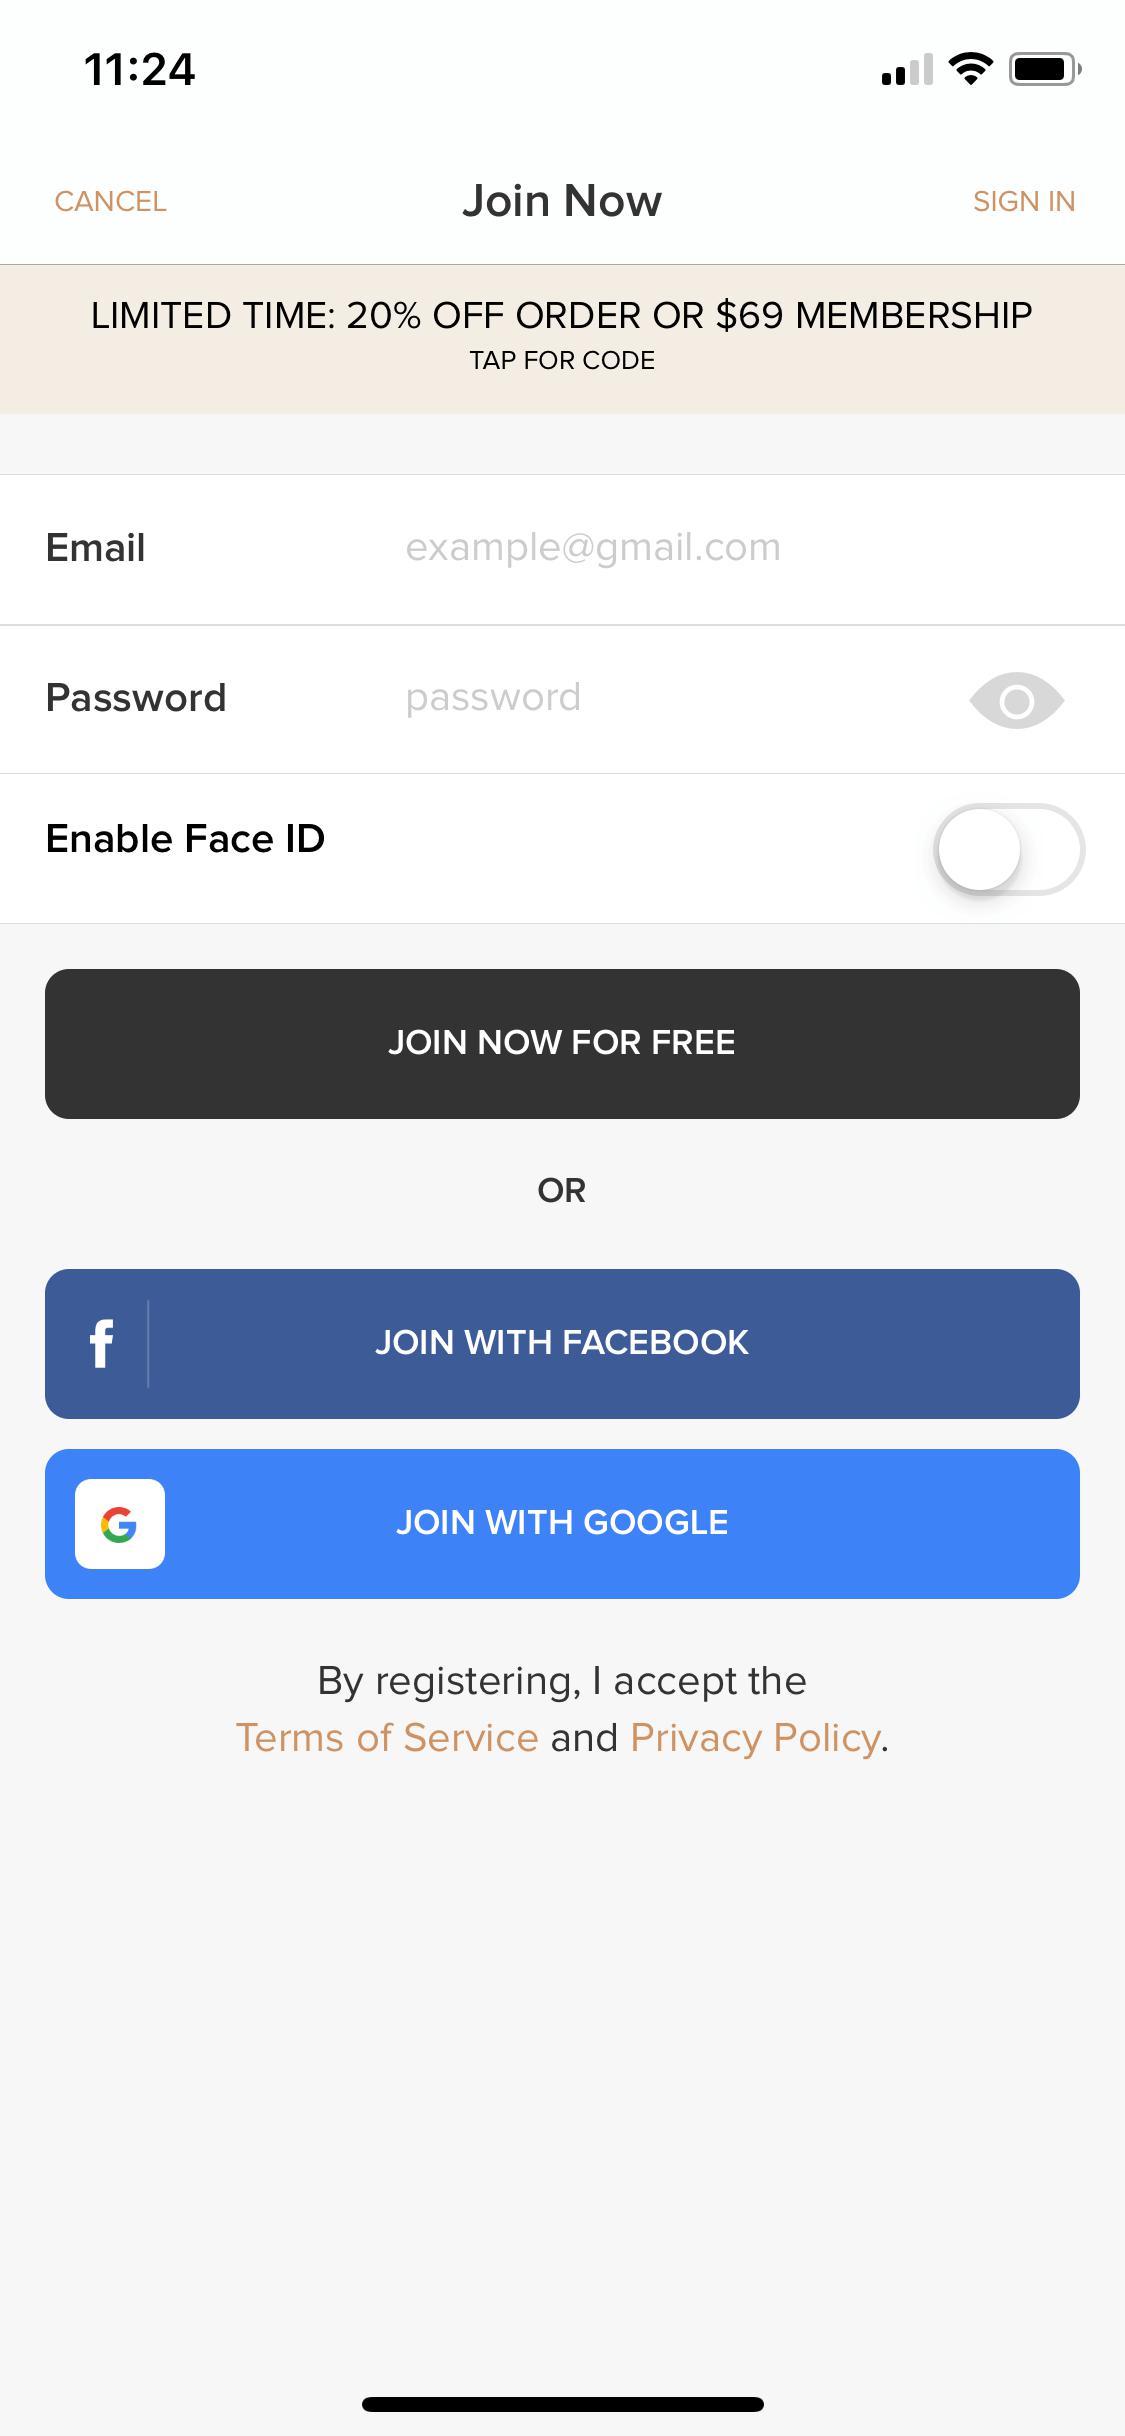 11:24
CANCEL Join Now SIGN IN
LIMITED TIME: 20% OFF ORDER OR $69 MEMBERSHIP
TAP FOR CODE
Email example@gmail.com
Password password
Enable Face ID
JOIN NOW FOR FREE
OR
f JOIN WITH FACEBOOK
G JOIN WITH GOOGLE
By registering, I accept the
Terms of Service and Privacy Policy.